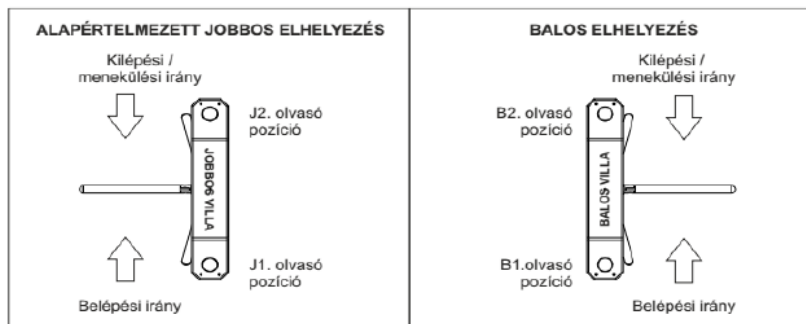 ALAPÉRTELMEZETT JOBBOS ELHELYEZÉS
Kilépési /
menekülési irány
J2. olvasó
pozíció
JOBBOS VILLA
J1. olvasó
pozíció
Belépési irány
BALOS ELHELYEZÉS
Kilépési /
menekülési irány
B2. olvasó
pozíció
BALOS VILLA
B1.olvasó
pozíció
Belépési irány